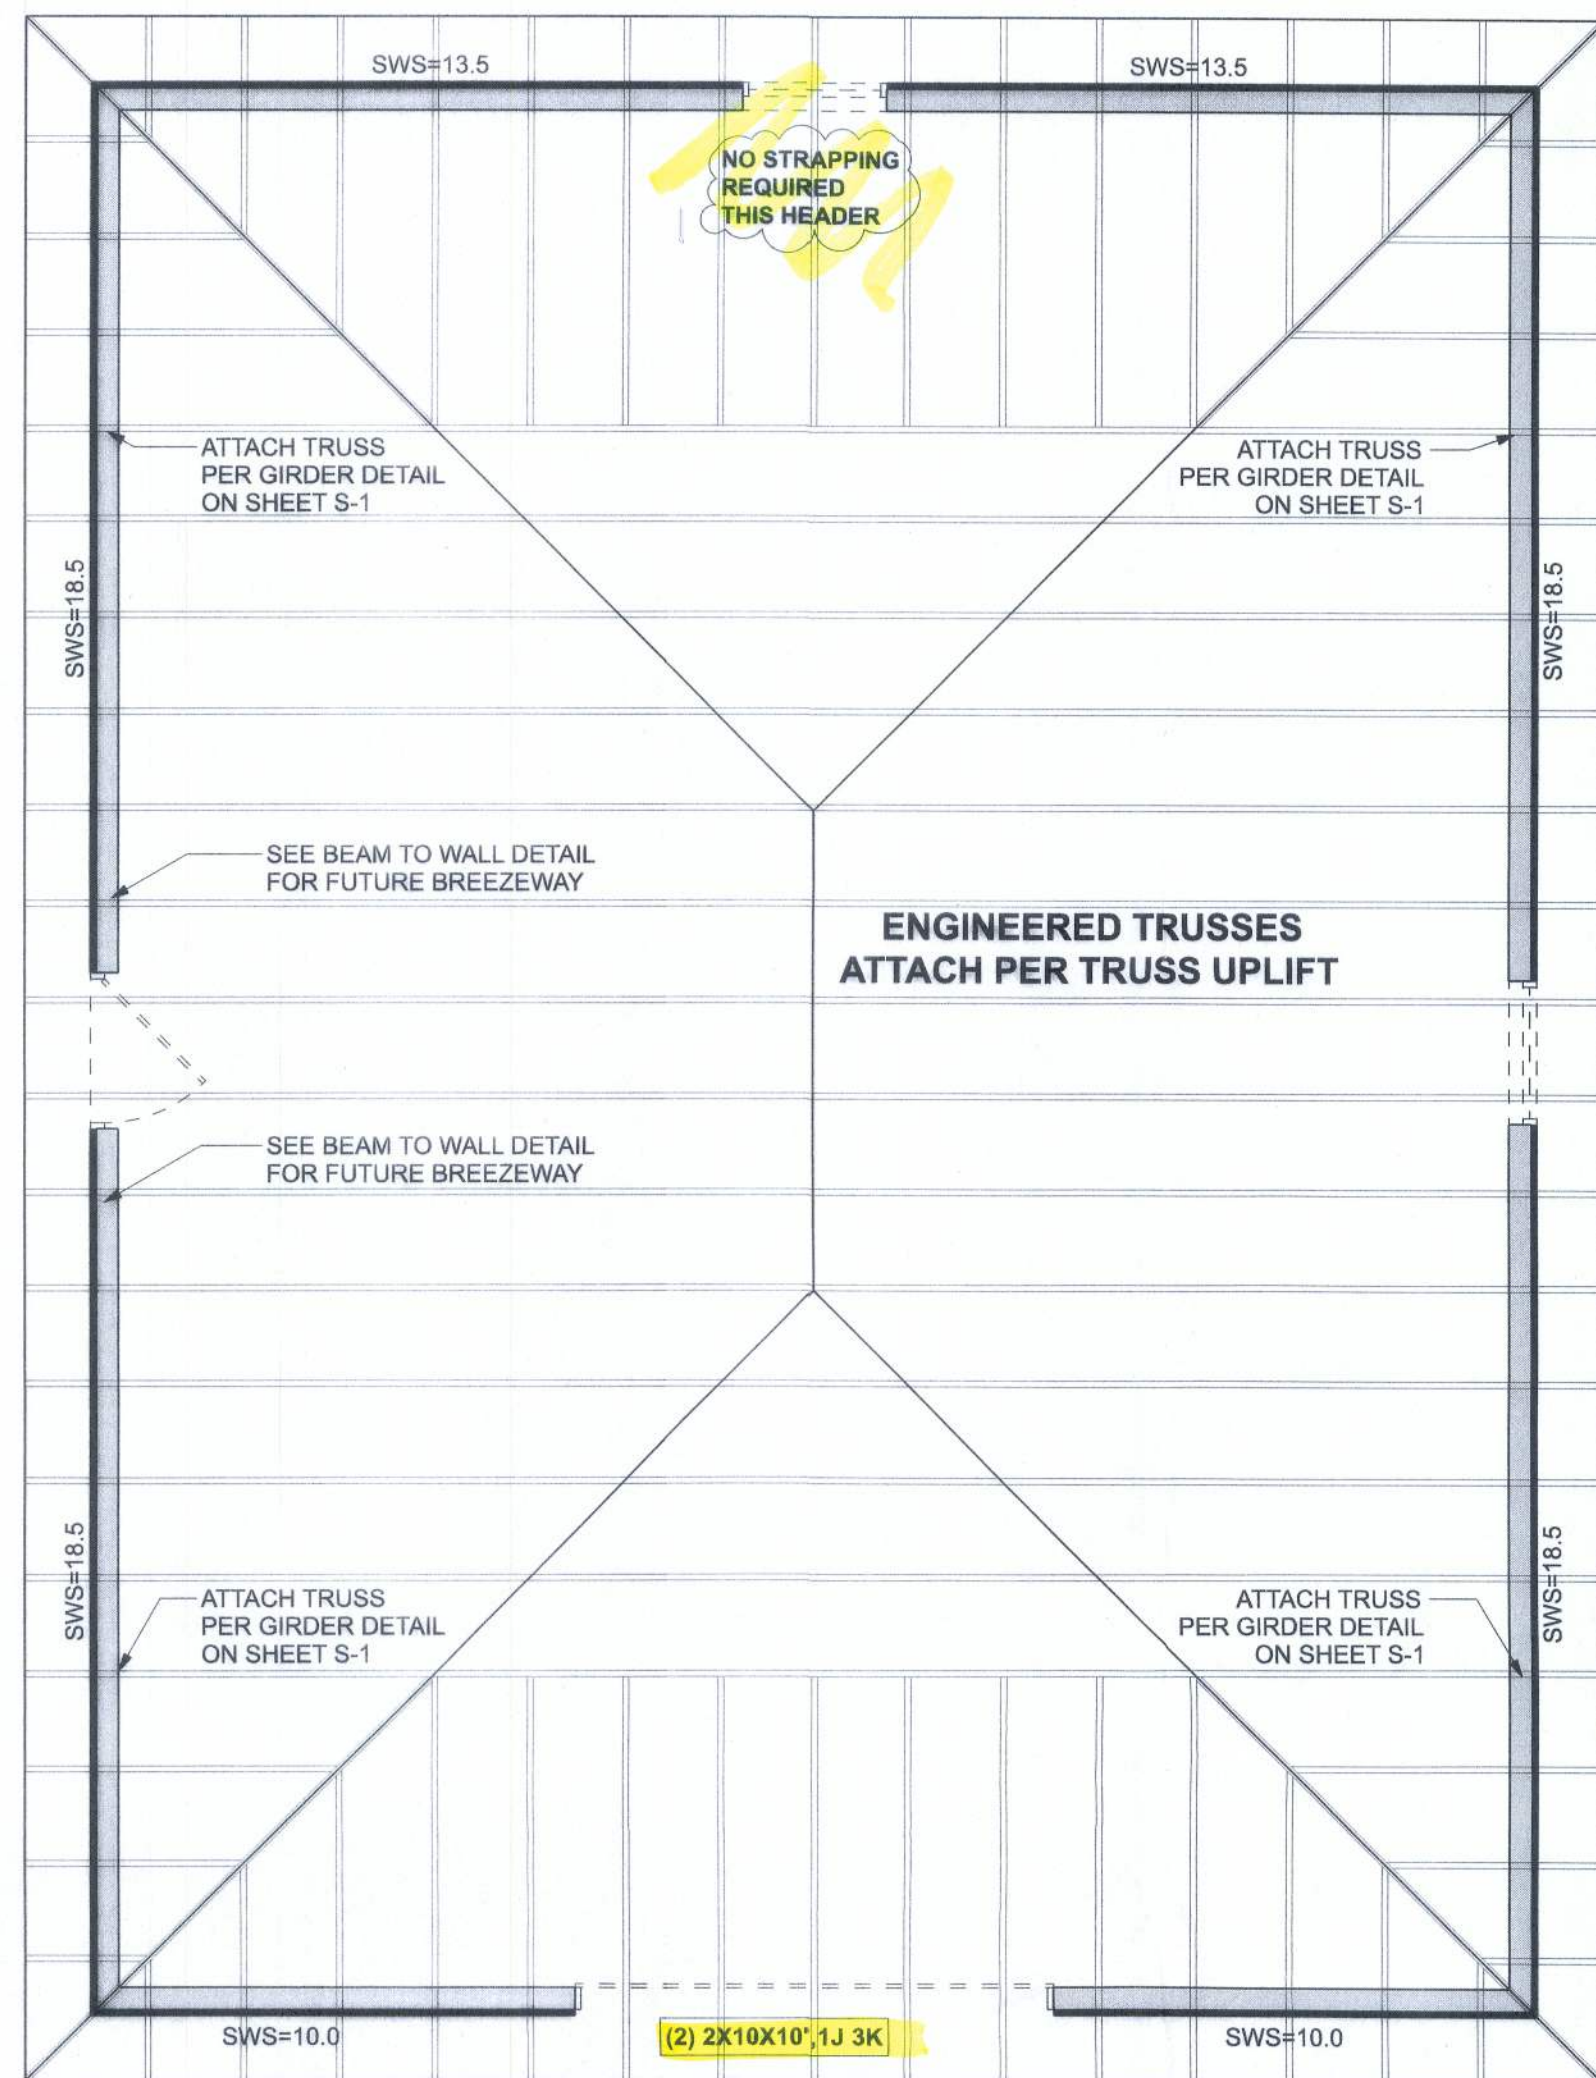 SWS=13.5
SWS=13.5
NO STRAPPING
REQUIRED
THIS HEADER
ATTACH TRUSS
PER GIRDER DETAIL
ON SHEET S-1
ATTACH TRUSS
PER GIRDER DETAIL
ON SHEET S-1
SWS=18.5
SWS=18.5
SEE BEAM TO WALL DETAIL
FOR FUTURE BREEZEWAY
ENGINEERED TRUSSES
ATTACH PER TRUSS UPLIFT
SEE BEAM TO WALL DETAIL
FOR FUTURE BREEZEWAY
SWS=18.5
SWS=18.5
ATTACH TRUSS
PER GIRDER DETAIL
ON SHEET S-1
ATTACH TRUSS
PER GIRDER DETAIL
ON SHEET S-1
SWS=10.0
(2) 2X10X10',1J 3K
SWS=10.0